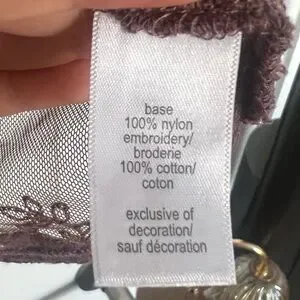 base
100% nylon
embroidery/
broderie
100% cotton/
coton
exclusive of
decoration/
sauf décoration